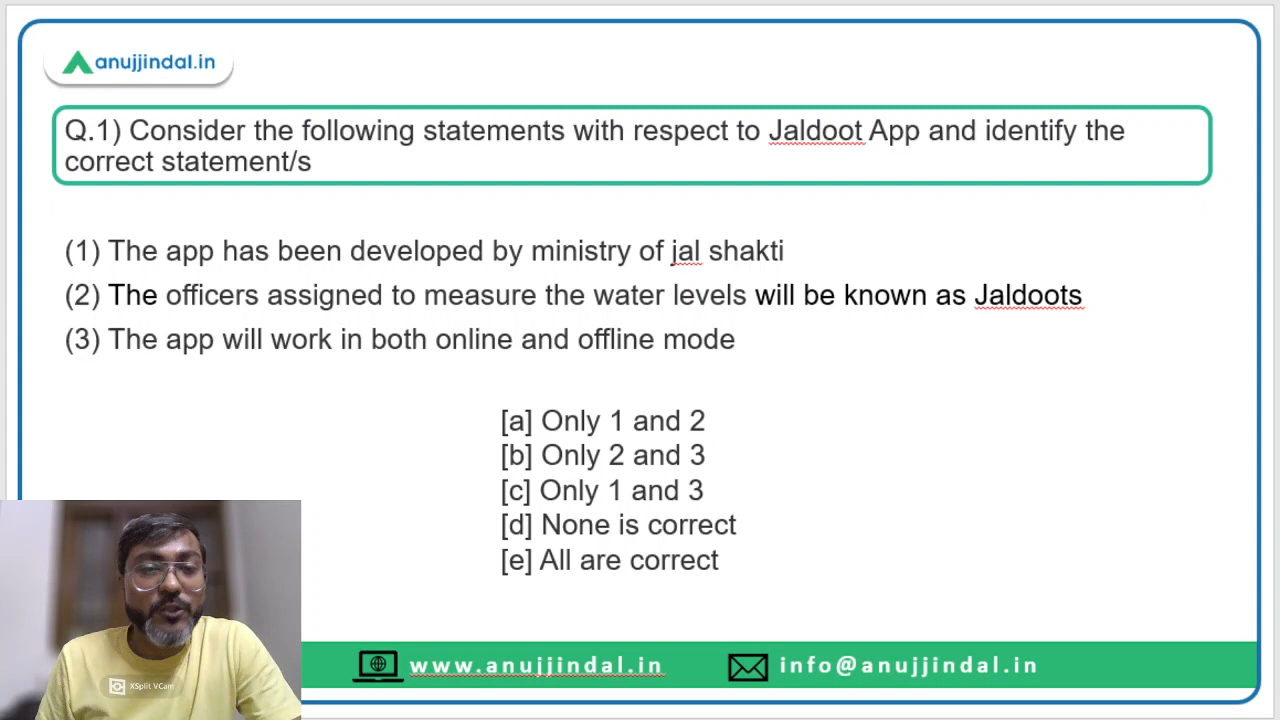 anujjindal.in
Q.1) Consider the following statements with respect to Jaldoot App and identify the
correct statement/s
(1) The app has been developed by ministry of jal shakti
(2) The officers assigned to measure the water levels will be known as Jaldoots
(3) The app will work in both online and offline mode
[a] Only 1 and 2
[b] Only 2 and 3
[c] Only 1 and 3
[d] None is correct
[e] All are correct
XSplit VCam
www.anujjindal.in
info@anujjindal.in